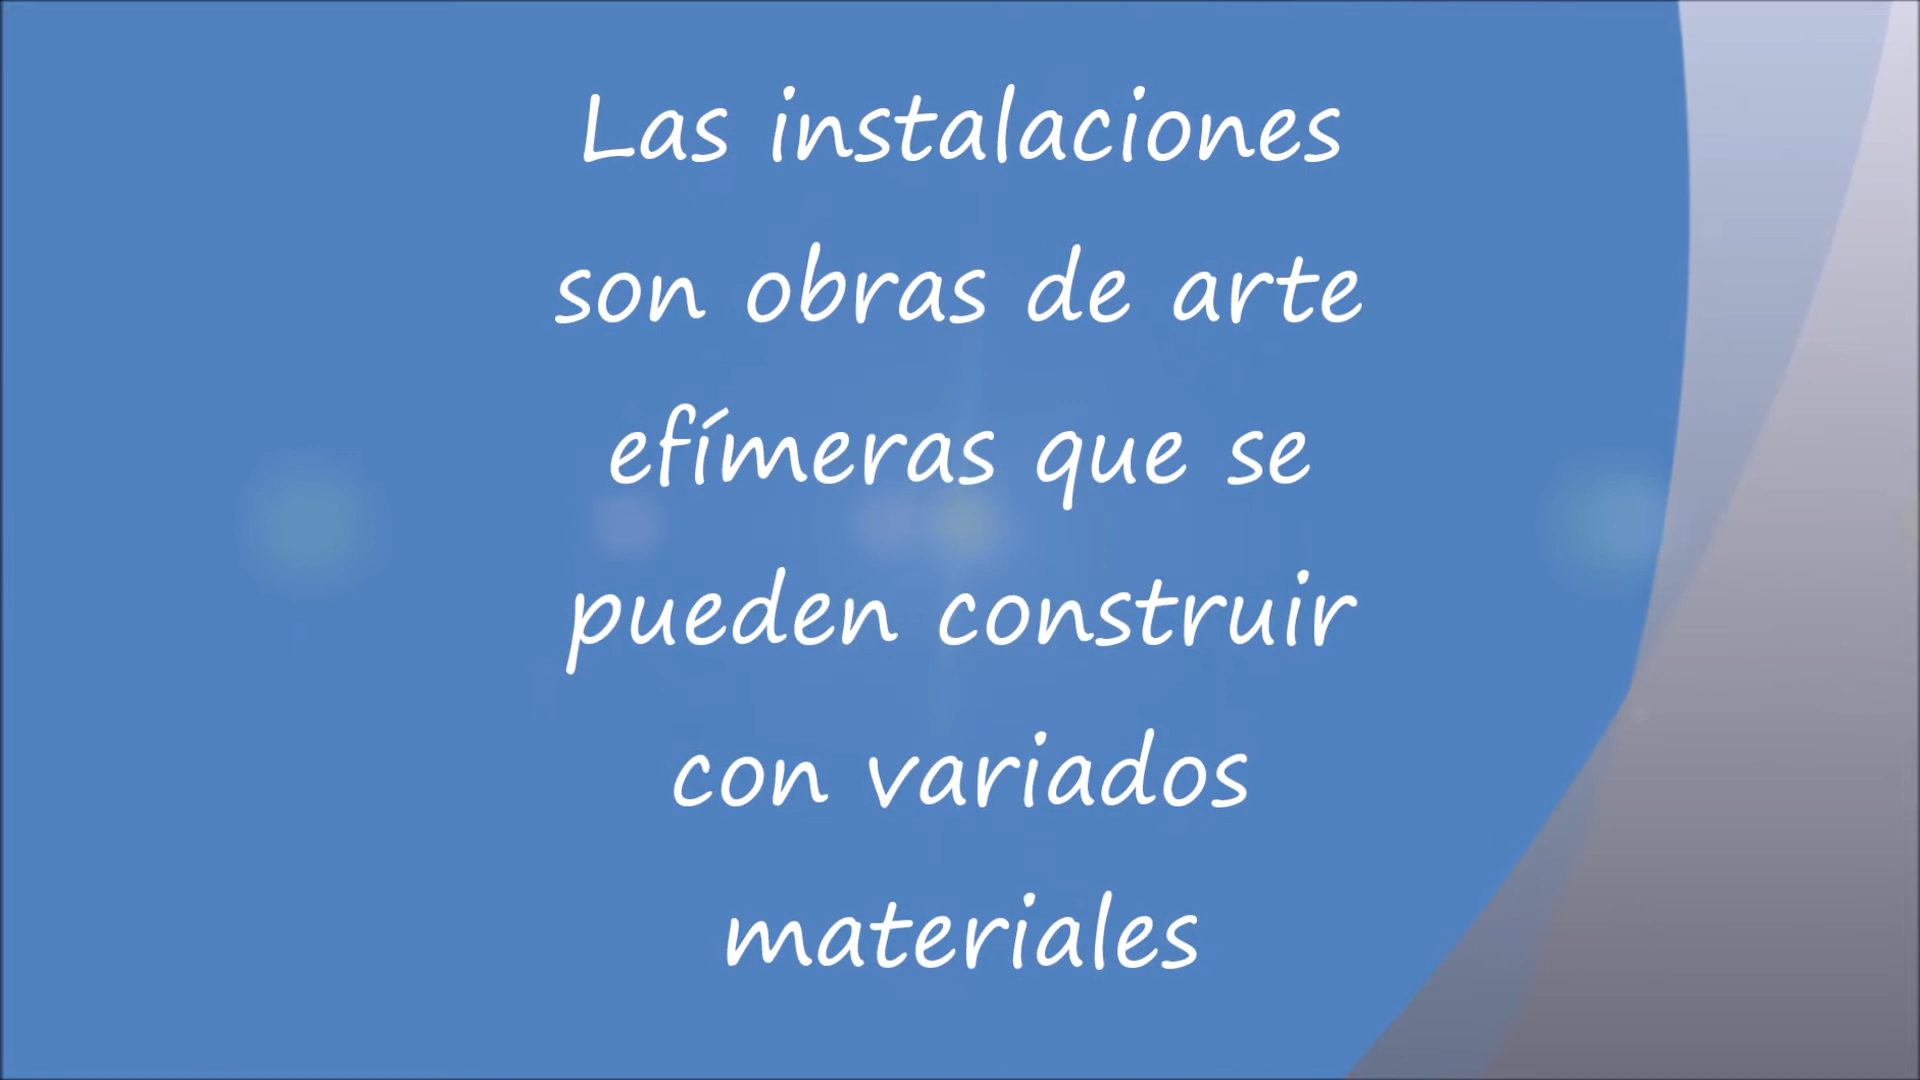 Las instalaciones
son obras de arte
efímeras que se
pueden construir
con variados
materiales